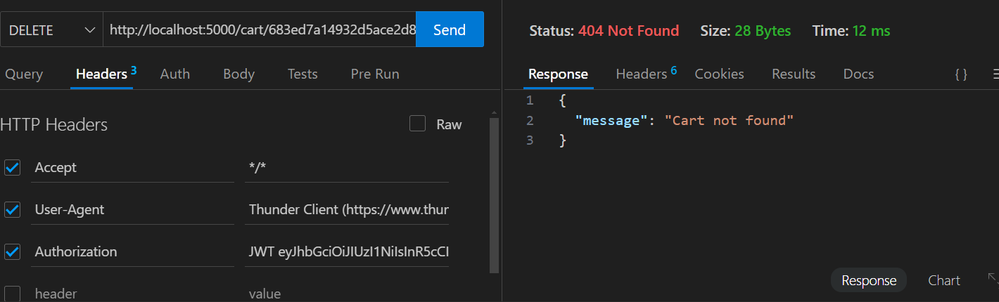 DELETE http://localhost:5000/cart/683ed7a14932d5ace2d8 Send
Query Headers 3 Auth Body Tests Pre Run
HTTP Headers Raw
Accept */*
User-Agent Thunder Client (https://www.thun
Authorization JWT eyJhbGciOiJIUzI1NiIsInR5cCI
header value
Status: 404 Not Found Size: 28 Bytes Time: 12 ms
Response Headers 6 Cookies Results Docs { }
1 {
2 "message": "Cart not found"
3 }
Response Chart